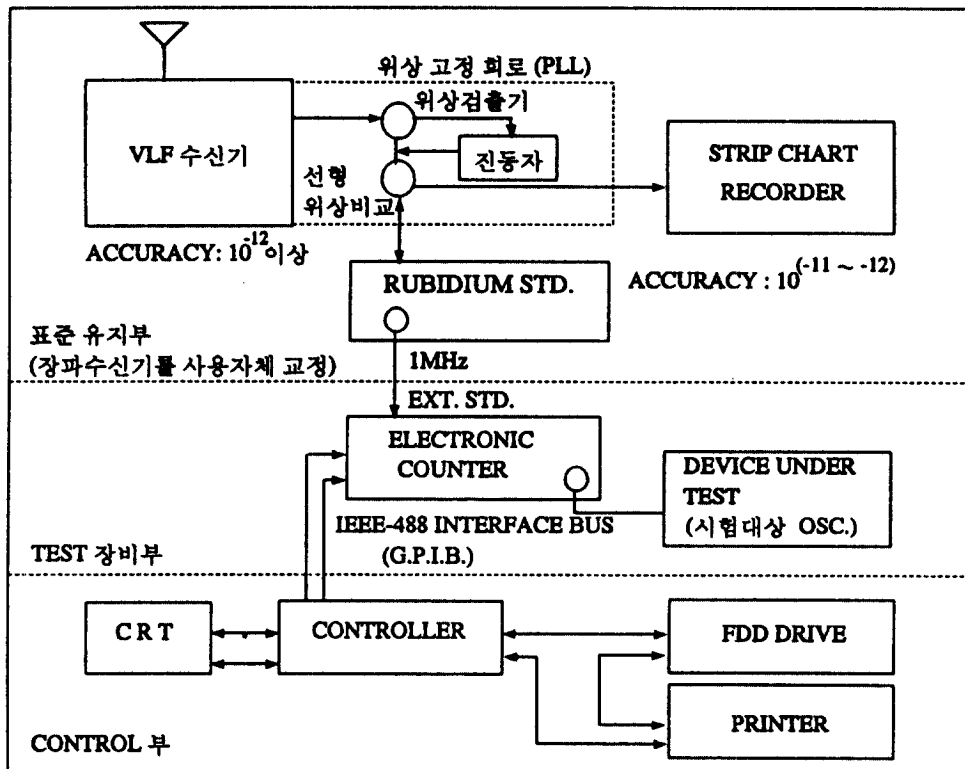 위상 고정 회로 (PLL)
위상검출기
VLF 수신기
진동자
선형
위상비교
STRIP CHART
RECORDER
ACCURACY: 10^-12 이상
RUBIDIUM STD.
ACCURACY : 10^(-11 ~ -12)
표준 유지부
(장파수신기를 사용자체 교정)
1MHz
EXT. STD.
ELECTRONIC
COUNTER
DEVICE UNDER
TEST
(시험대상 OSC.)
IEEE-488 INTERFACE BUS
(G.P.I.B.)
TEST 장비부
C R T
CONTROLLER
FDD DRIVE
PRINTER
CONTROL 부